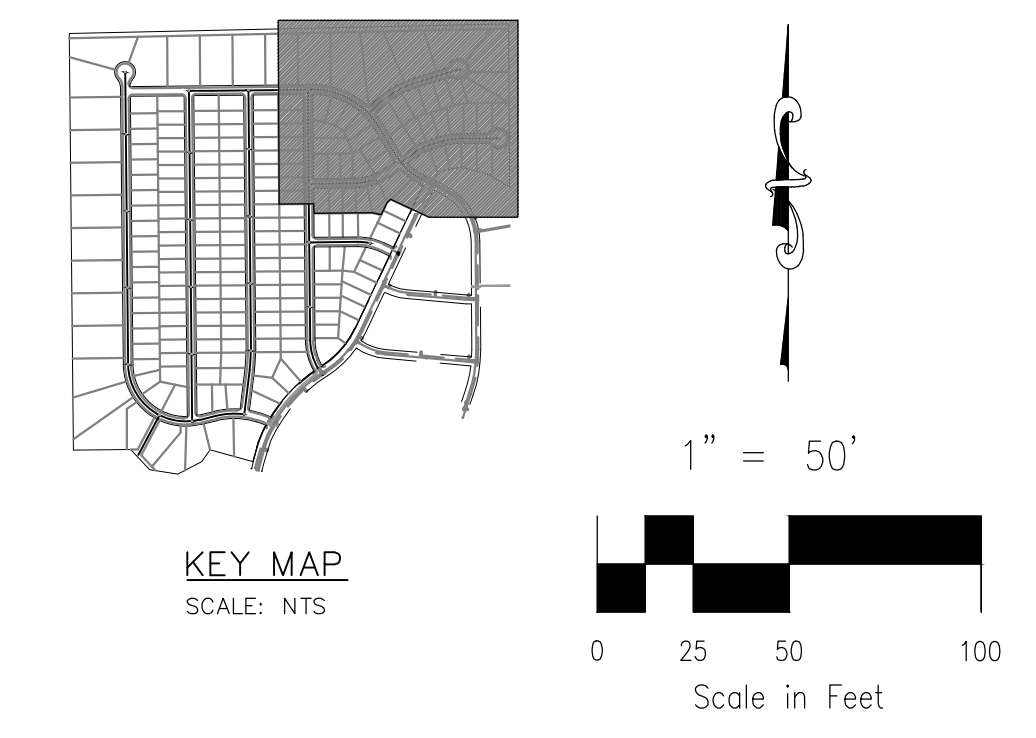 KEY MAP
SCALE: NTS
1" = 50'
0 25 50 100
Scale in Feet